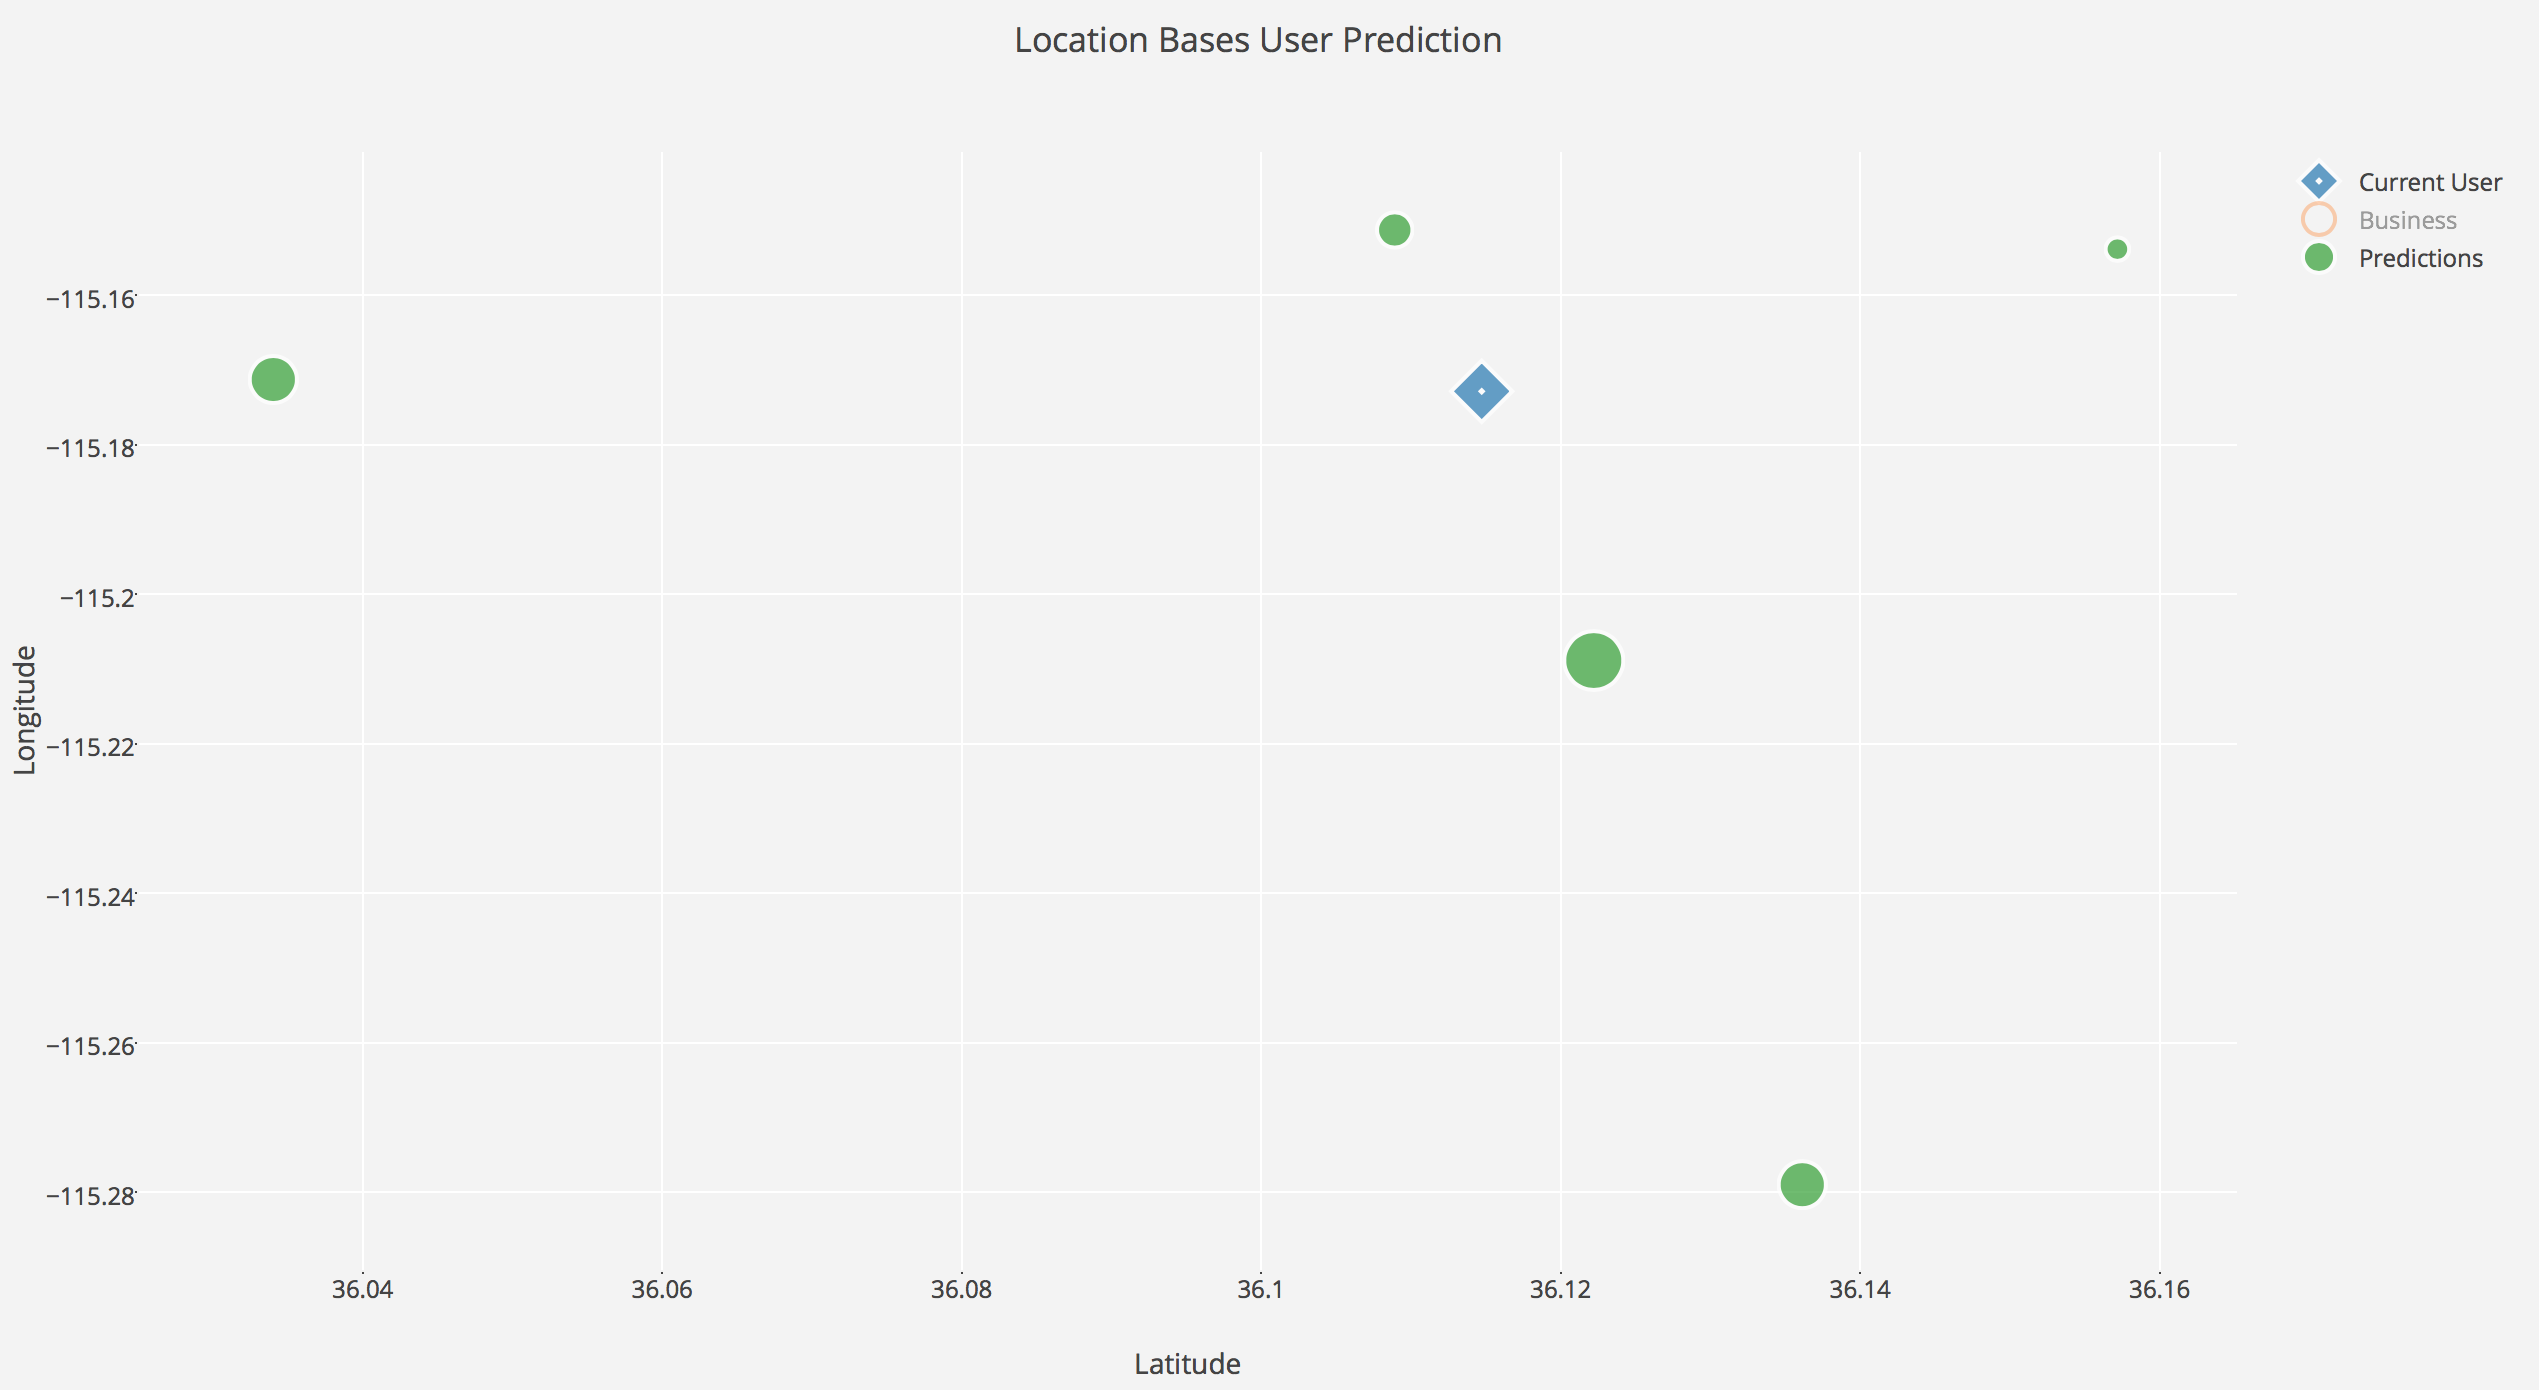 Location Bases User Prediction
Current User
Business
Predictions
−115.16
−115.18
−115.2
−115.22
−115.24
−115.26
−115.28
Longitude
36.04 36.06 36.08 36.1 36.12 36.14 36.16
Latitude